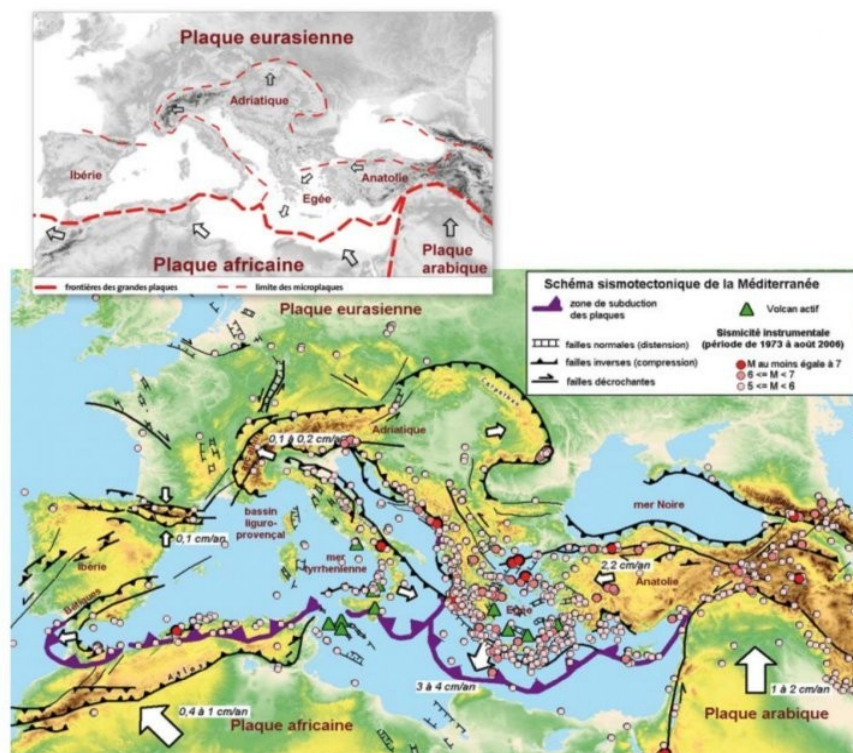 Plaque eurasienne
Adriatique
Ibérie
Anatolie
Egée
Plaque africaine
Plaque arabique
frontières des grandes plaques
limite des microplaques
Schéma sismotectonique de la Méditerranée
zone de subduction des plaques
Volcan actif
failles normales (distension)
failles inverses (compression)
failles décrochantes
Sismicité instrumentale
(période de 1973 à août 2006)
M au moins égale à 7
6 <= M < 7
5 <= M < 6
Plaque eurasienne
Carpates
Adriatique
0,1 à 0,2 cm/an
mer Noire
bassin
liguro-
provençal
0,1 cm/an
Ibérie
mer
tyrrhenienne
2,2 cm/an
Anatolie
Bétiques
Egée
Atlas
3 à 4 cm/an
1 à 2 cm/an
0,4 à 1 cm/an
Plaque africaine
Plaque arabique